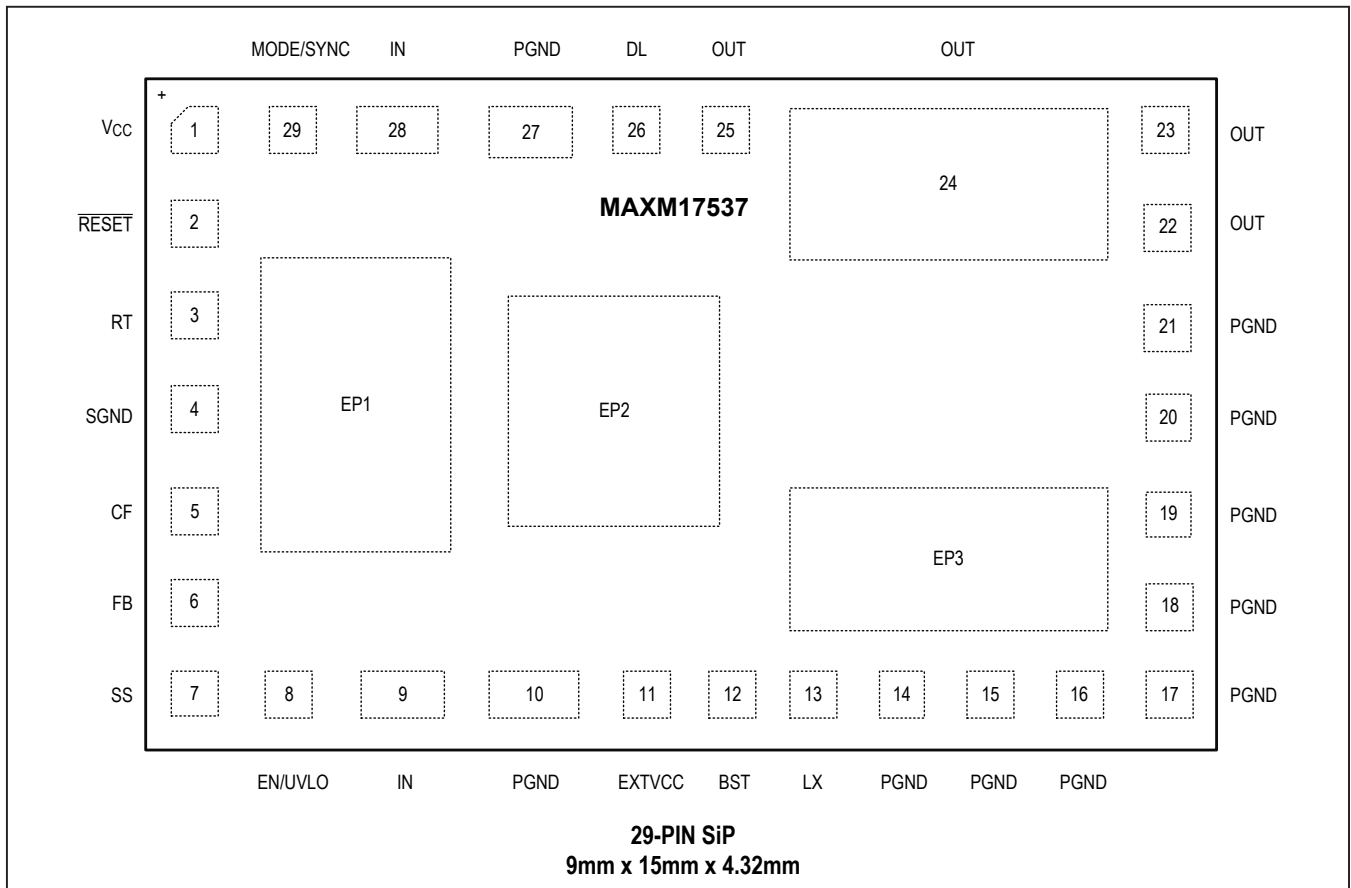 MODE/SYNC IN PGND DL OUT OUT
+
VCC 1 29 28 27 26 25 24 23 OUT
MAXM17537
RESET 2 22 OUT
RT 3 21 PGND
SGND 4 EP1 EP2 20 PGND
CF 5 19 PGND
EP3
FB 6 18 PGND
SS 7 8 9 10 11 12 13 14 15 16 17 PGND
EN/UVLO IN PGND EXTVCC BST LX PGND PGND PGND
29-PIN SiP
9mm x 15mm x 4.32mm